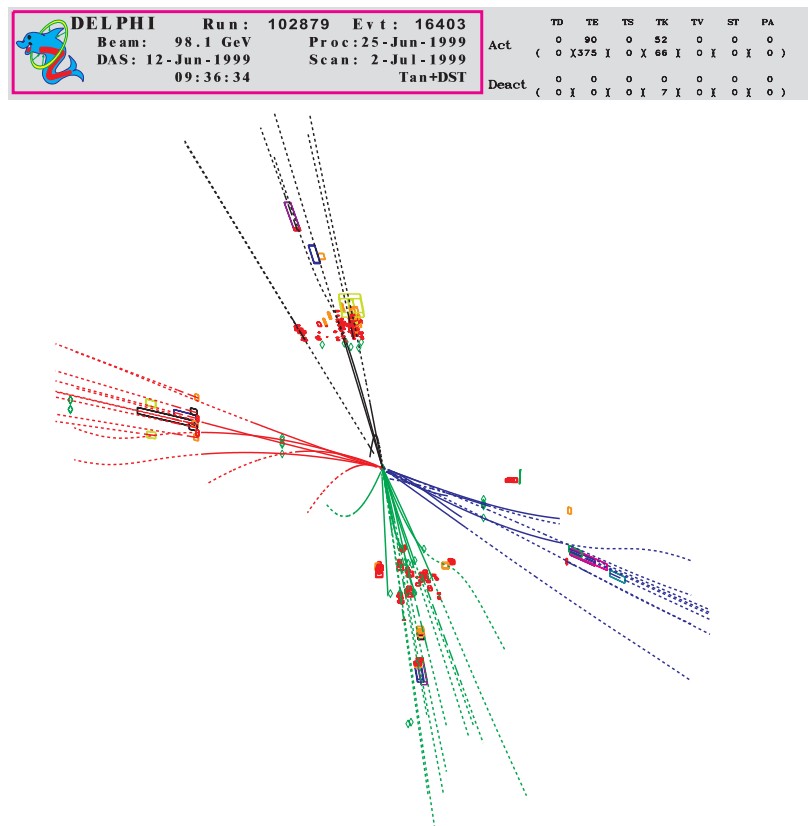 DELPHI Run: 102879 Evt: 16403
Beam: 98.1 GeV Proc: 25-Jun-1999
DAS: 12-Jun-1999 Scan: 2-Jul-1999
09:36:34 Tan+DST
TD TE TS TK TV ST PA
Act 0 90 0 52 0 0 0
( 0 )( 375 )( 0 )( 66 )( 0 )( 0 )( 0 )
Deact 0 0 0 0 0 0 0
( 0 )( 0 )( 0 )( 7 )( 0 )( 0 )( 0 )